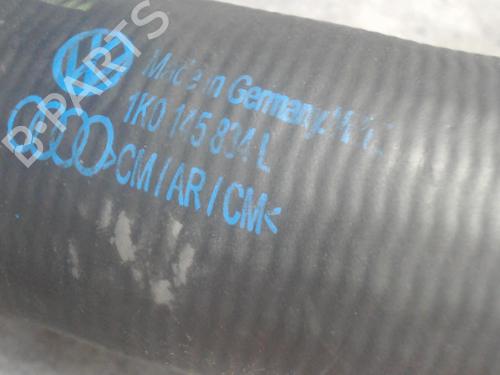 B-PARTS
Made in Germany
1K0 145 834 L
CM/AR/CM<